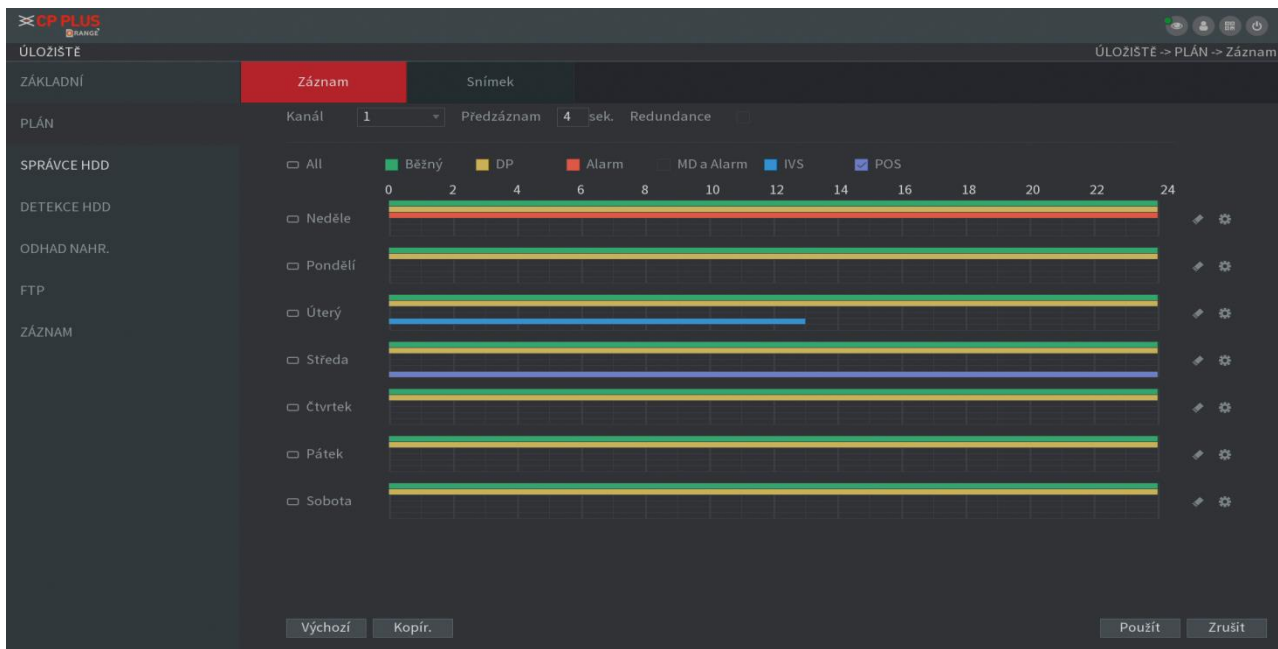 CP PLUS
ORANGE
ÚLOŽIŠTĚ
ÚLOŽIŠTĚ -> PLÁN -> Záznam
ZÁKLADNÍ
PLÁN
SPRÁVCE HDD
DETEKCE HDD
ODHAD NAHR.
FTP
ZÁZNAM
Záznam Snímek
Kanál 1 Předzáznam 4 sek. Redundance
All Běžný DP Alarm MD a Alarm IVS POS
0 2 4 6 8 10 12 14 16 18 20 22 24
Neděle
Pondělí
Úterý
Středa
Čtvrtek
Pátek
Sobota
Výchozí Kopír. Použít Zrušit